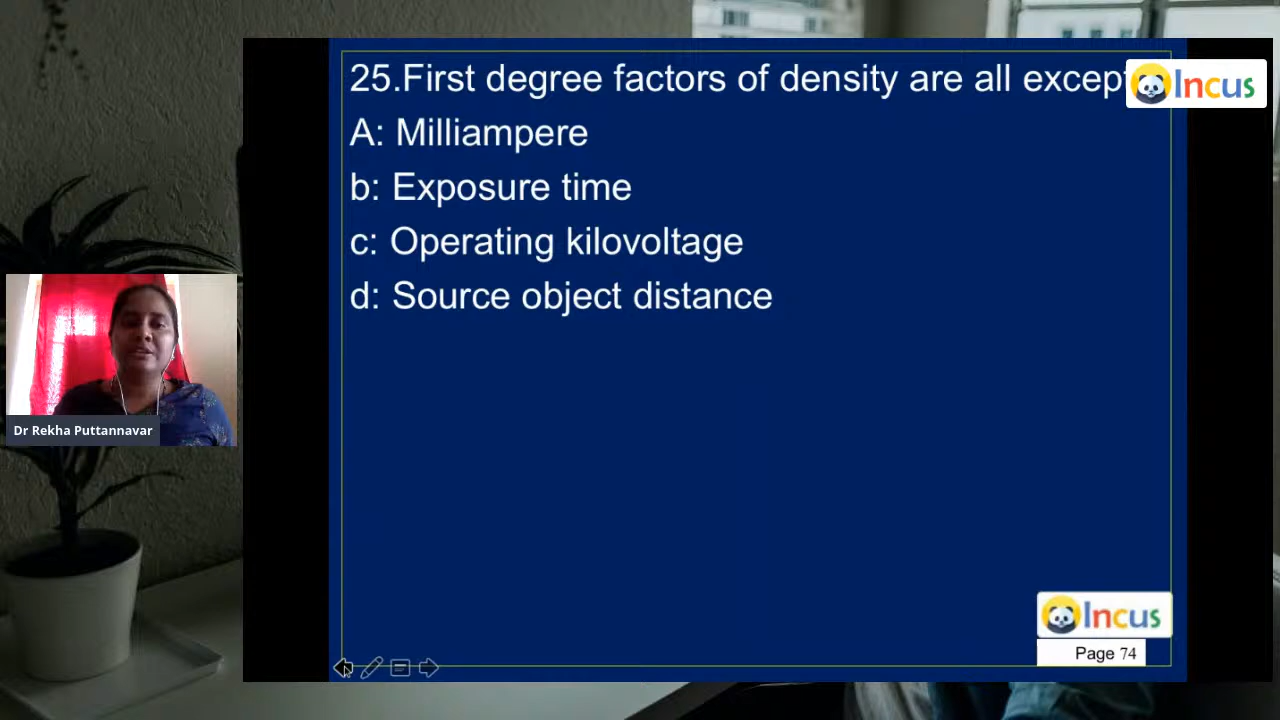 25.First degree factors of density are all except
Incus
A: Milliampere
b: Exposure time
c: Operating kilovoltage
d: Source object distance
Dr Rekha Puttannavar
Incus
Page 74